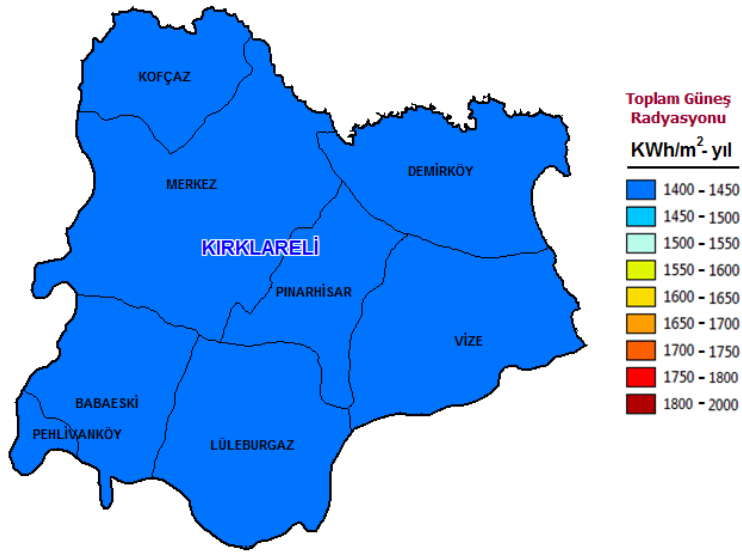 KOFÇAZ
MERKEZ
DEMİRKÖY
KIRKLARELİ
PINARHİSAR
VİZE
BABAESKİ
PEHLİVANKÖY
LÜLEBURGAZ
Toplam Güneş
Radyasyonu
KWh/m²- yıl
1400 - 1450
1450 - 1500
1500 - 1550
1550 - 1600
1600 - 1650
1650 - 1700
1700 - 1750
1750 - 1800
1800 - 2000